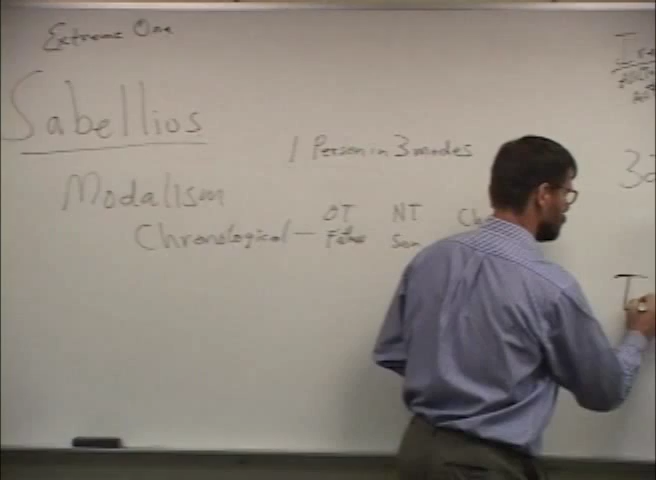 Extreme One
Sabellios
1 Person in 3 modes
Modalism
OT NT
Chronological — Father Son